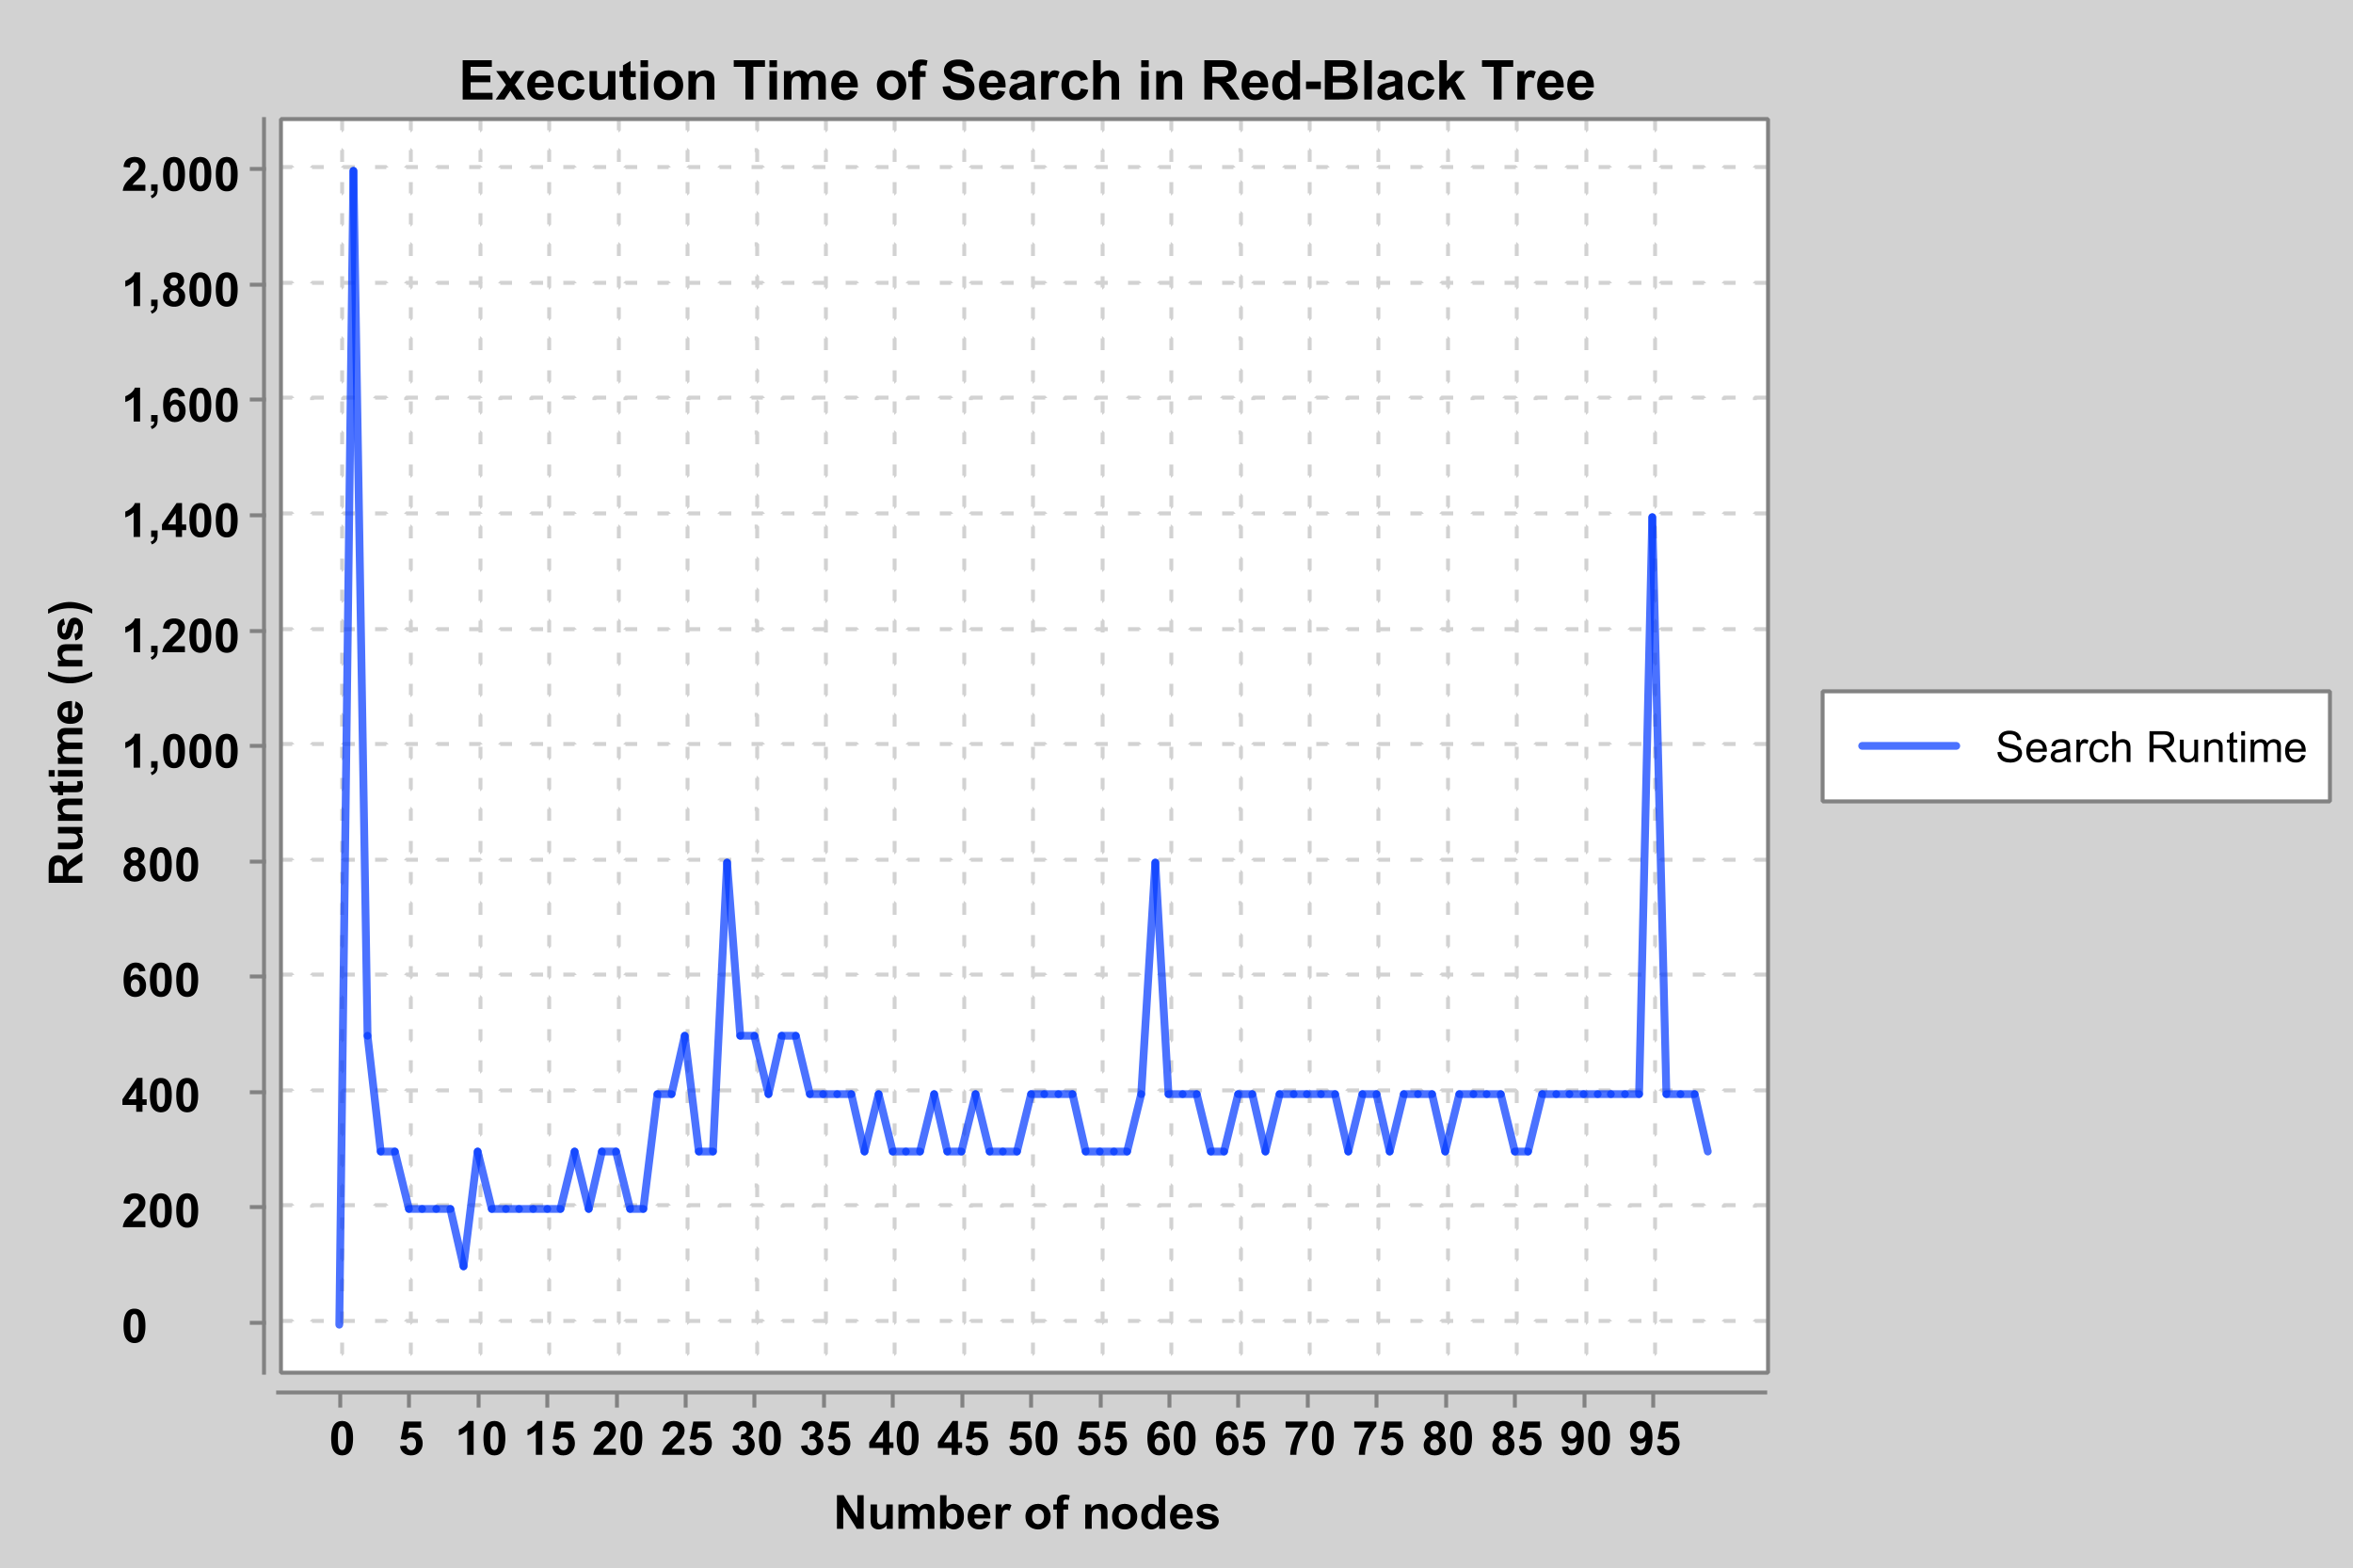 Execution Time of Search in Red-Black Tree
2,000
1,800
1,600
1,400
1,200
1,000
800
600
400
200
0
Runtime (ns)
0 5 10 15 20 25 30 35 40 45 50 55 60 65 70 75 80 85 90 95
Number of nodes
Search Runtime